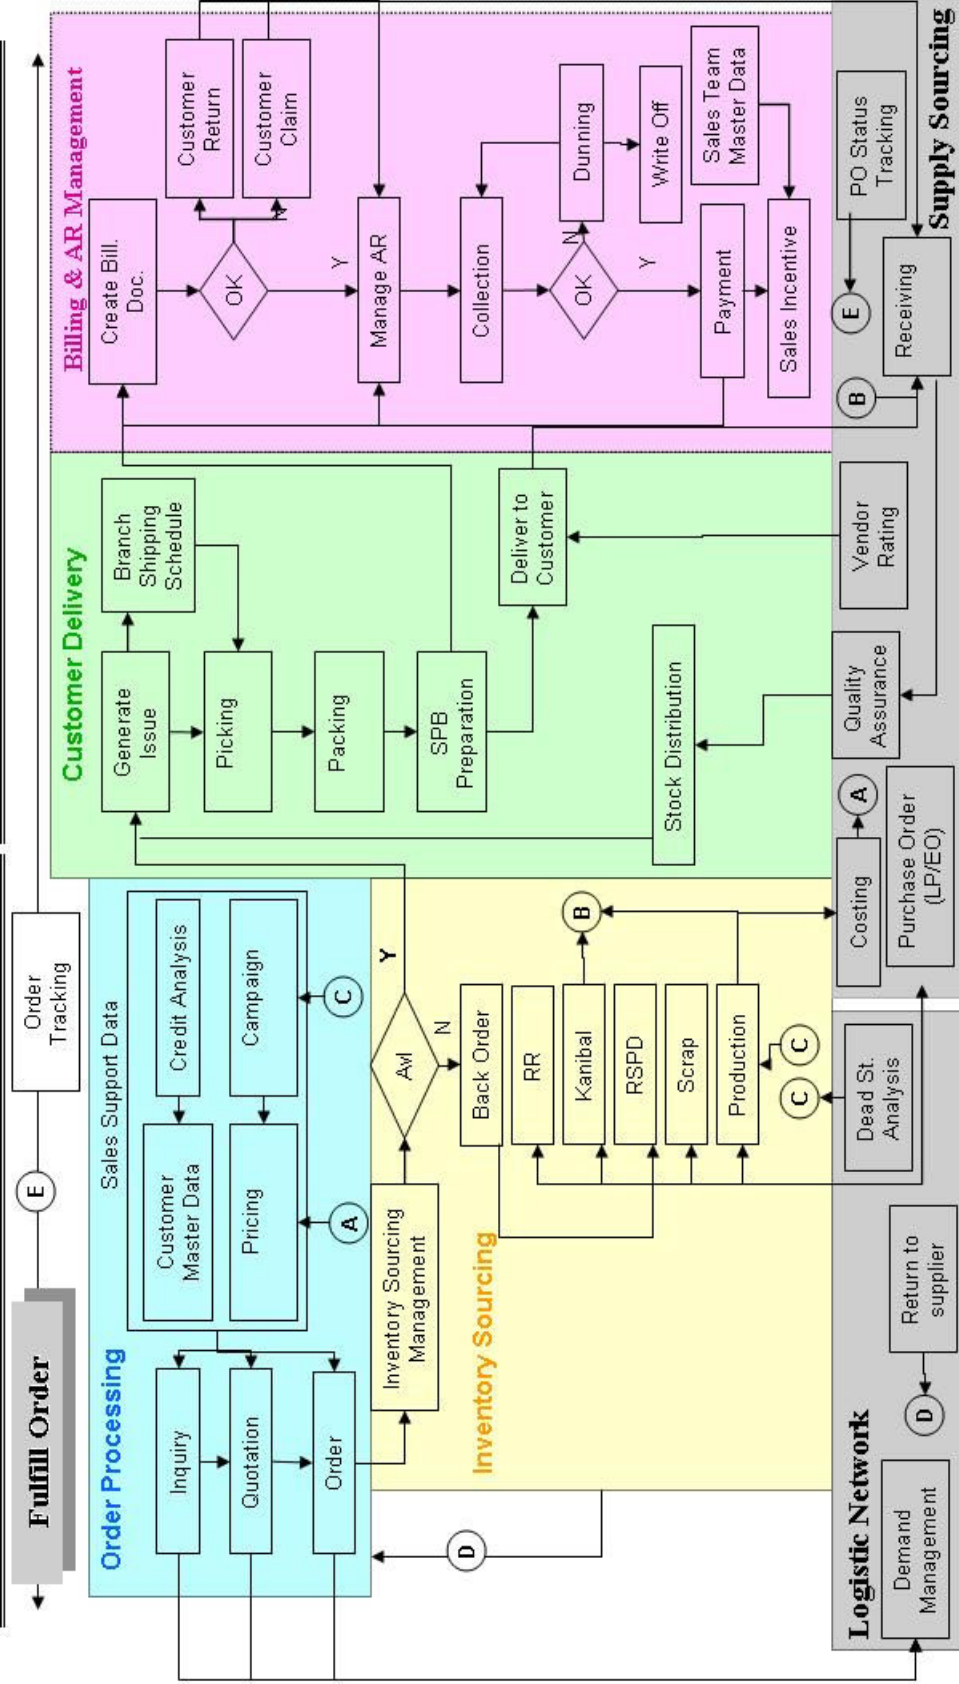 Fulfill Order
E
Order
Tracking
Order Processing
Inquiry
Quotation
Order
Sales Support Data
Customer
Master Data
Credit Analysis
Pricing
Campaign
A
C
D
Inventory Sourcing
Inventory Sourcing
Management
Avl
Y
N
Back Order
RR
Kanibal
RSPD
Scrap
Production
B
C
C
Customer Delivery
Generate
Issue
Branch
Shipping
Schedule
Picking
Packing
SPB
Preparation
Deliver to
Customer
Stock Distribution
Billing & AR Management
Create Bill.
Doc.
OK
N
Y
Customer
Return
Customer
Claim
Manage AR
Collection
OK
N
Y
Dunning
Write Off
Payment
Sales Team
Master Data
Sales Incentive
Logistic Network
Demand
Management
D
Return to
supplier
Dead St.
Analysis
Costing
A
Purchase Order
(LP/EO)
Quality
Assurance
Vendor
Rating
B
E
Receiving
PO Status
Tracking
Supply Sourcing